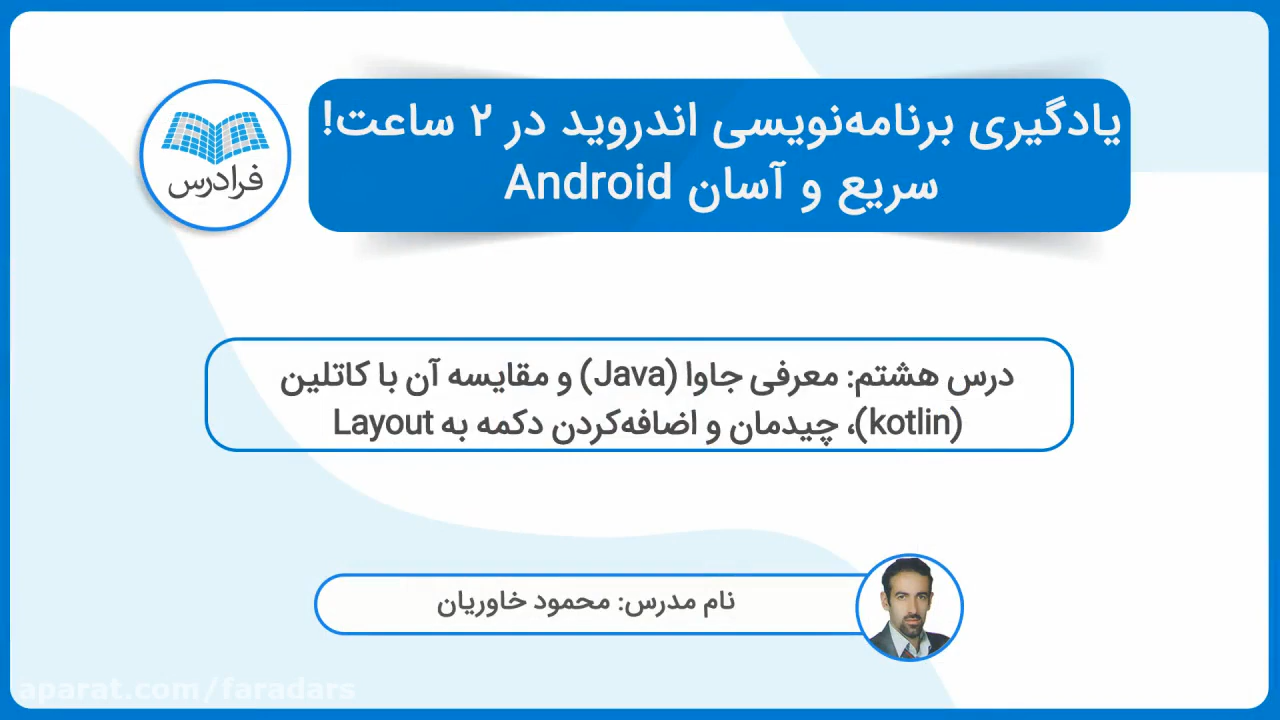 یادگیری برنامه‌نویسی اندروید در ۲ ساعت!
سریع و آسان Android
فرادرس
درس هشتم: معرفی جاوا (Java) و مقایسه آن با کاتلین
(kotlin)، چیدمان و اضافه‌کردن دکمه به Layout
نام مدرس: محمود خاوریان
aparat.com/faradars